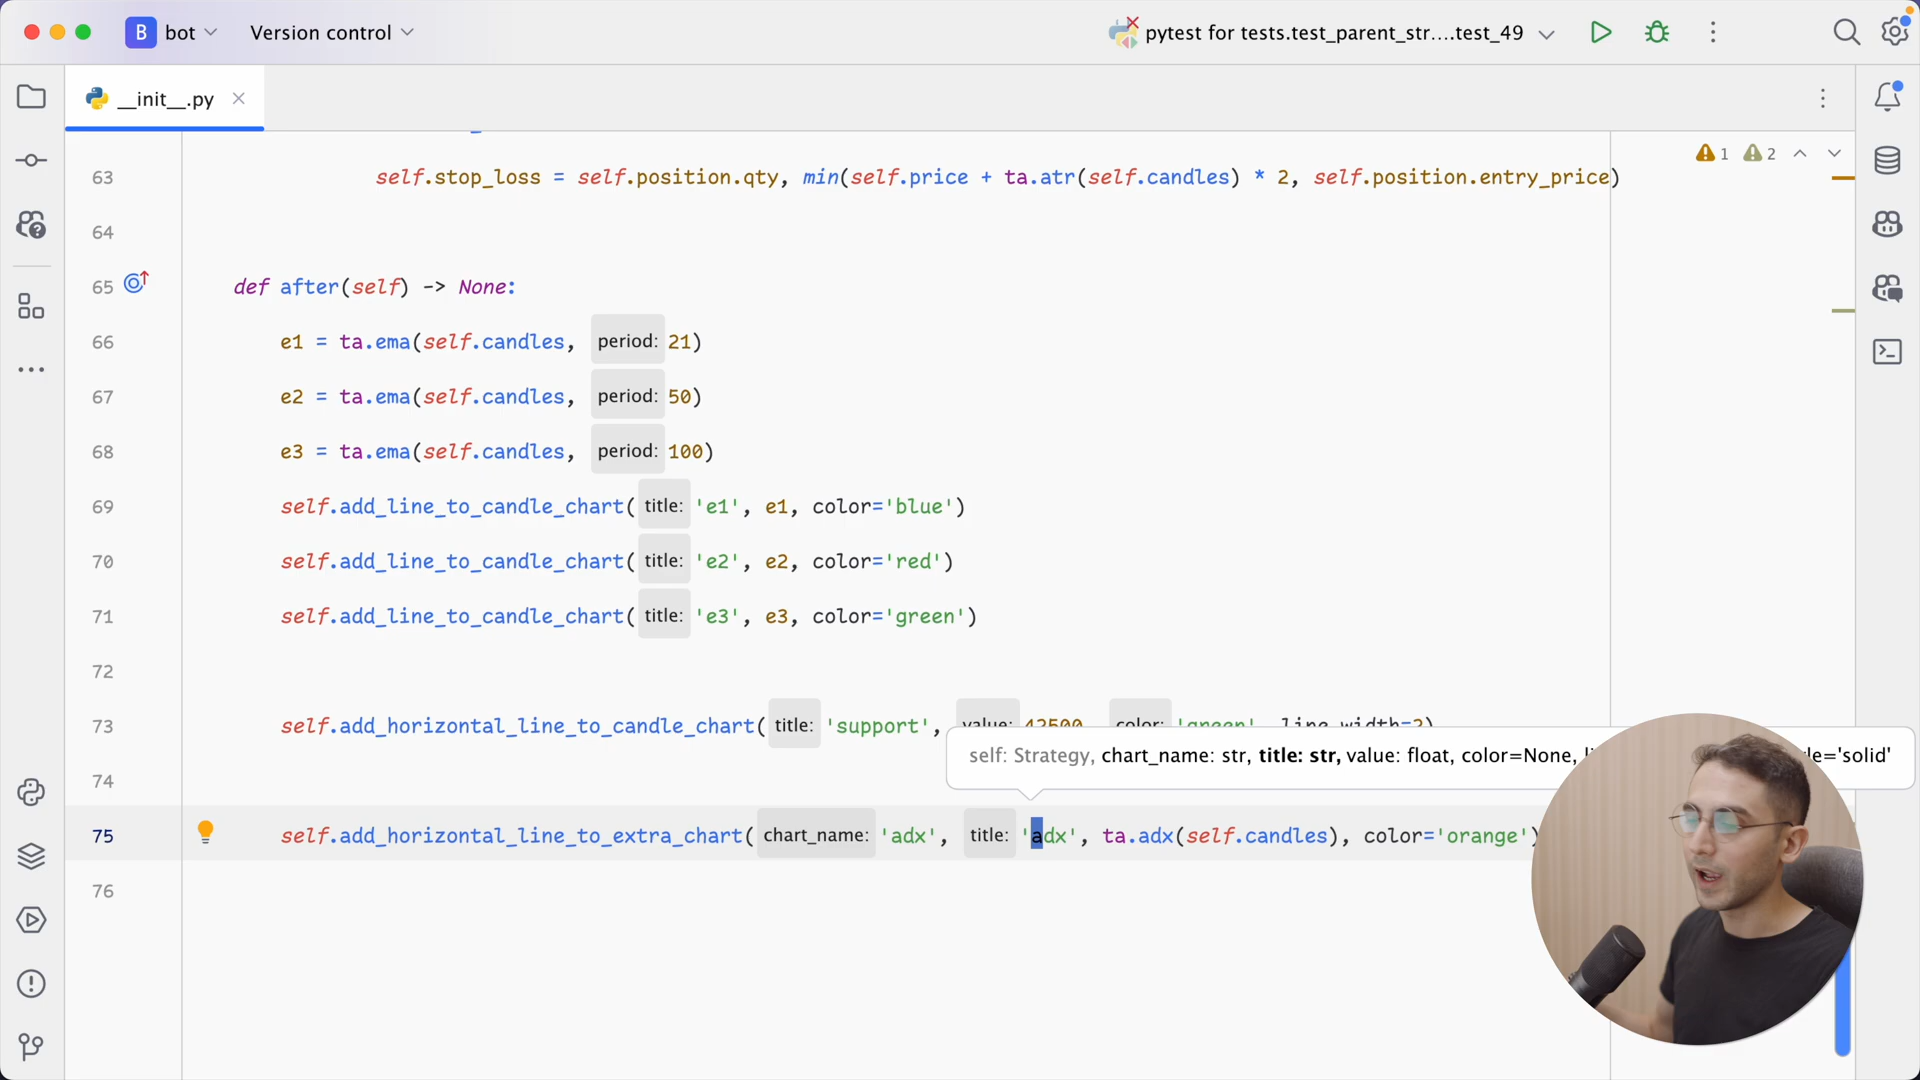 B bot Version control pytest for tests.test_parent_str....test_49
__init__.py
1 2
63 self.stop_loss = self.position.qty, min(self.price + ta.atr(self.candles) * 2, self.position.entry_price)
64
65 def after(self) -> None:
66 e1 = ta.ema(self.candles, period: 21)
67 e2 = ta.ema(self.candles, period: 50)
68 e3 = ta.ema(self.candles, period: 100)
69 self.add_line_to_candle_chart( title: 'e1', e1, color='blue')
70 self.add_line_to_candle_chart( title: 'e2', e2, color='red')
71 self.add_line_to_candle_chart( title: 'e3', e3, color='green')
72
73 self.add_horizontal_line_to_candle_chart( title: 'support', value: 42500, color: 'green', line_width=2)
self: Strategy, chart_name: str, title: str, value: float, color=None, le='solid'
74
75 self.add_horizontal_line_to_extra_chart( chart_name: 'adx', title: 'adx', ta.adx(self.candles), color='orange')
76